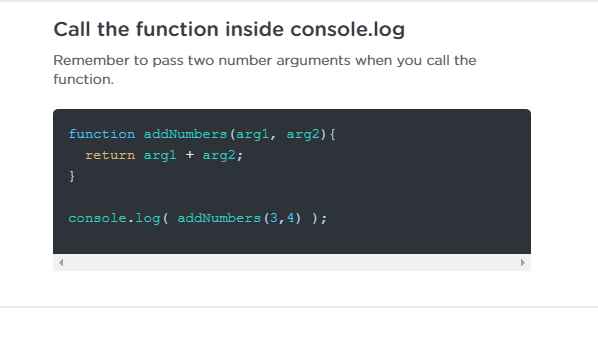 Call the function inside console.log
Remember to pass two number arguments when you call the
function.
function addNumbers(arg1, arg2){
  return arg1 + arg2;
}
console.log( addNumbers(3,4) );